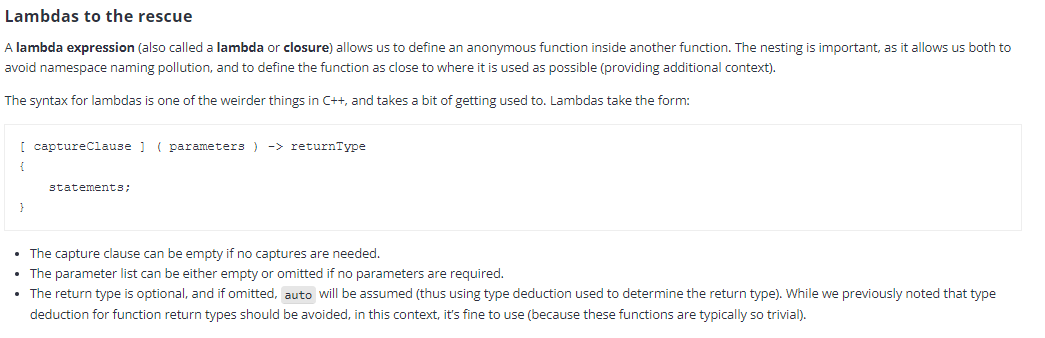 Lambdas to the rescue
A lambda expression (also called a lambda or closure) allows us to define an anonymous function inside another function. The nesting is important, as it allows us both to
avoid namespace naming pollution, and to define the function as close to where it is used as possible (providing additional context).
The syntax for lambdas is one of the weirder things in C++, and takes a bit of getting used to. Lambdas take the form:
[ captureClause ] ( parameters ) -> returnType
{
    statements;
}
• The capture clause can be empty if no captures are needed.
• The parameter list can be either empty or omitted if no parameters are required.
• The return type is optional, and if omitted, auto will be assumed (thus using type deduction used to determine the return type). While we previously noted that type
deduction for function return types should be avoided, in this context, it's fine to use (because these functions are typically so trivial).